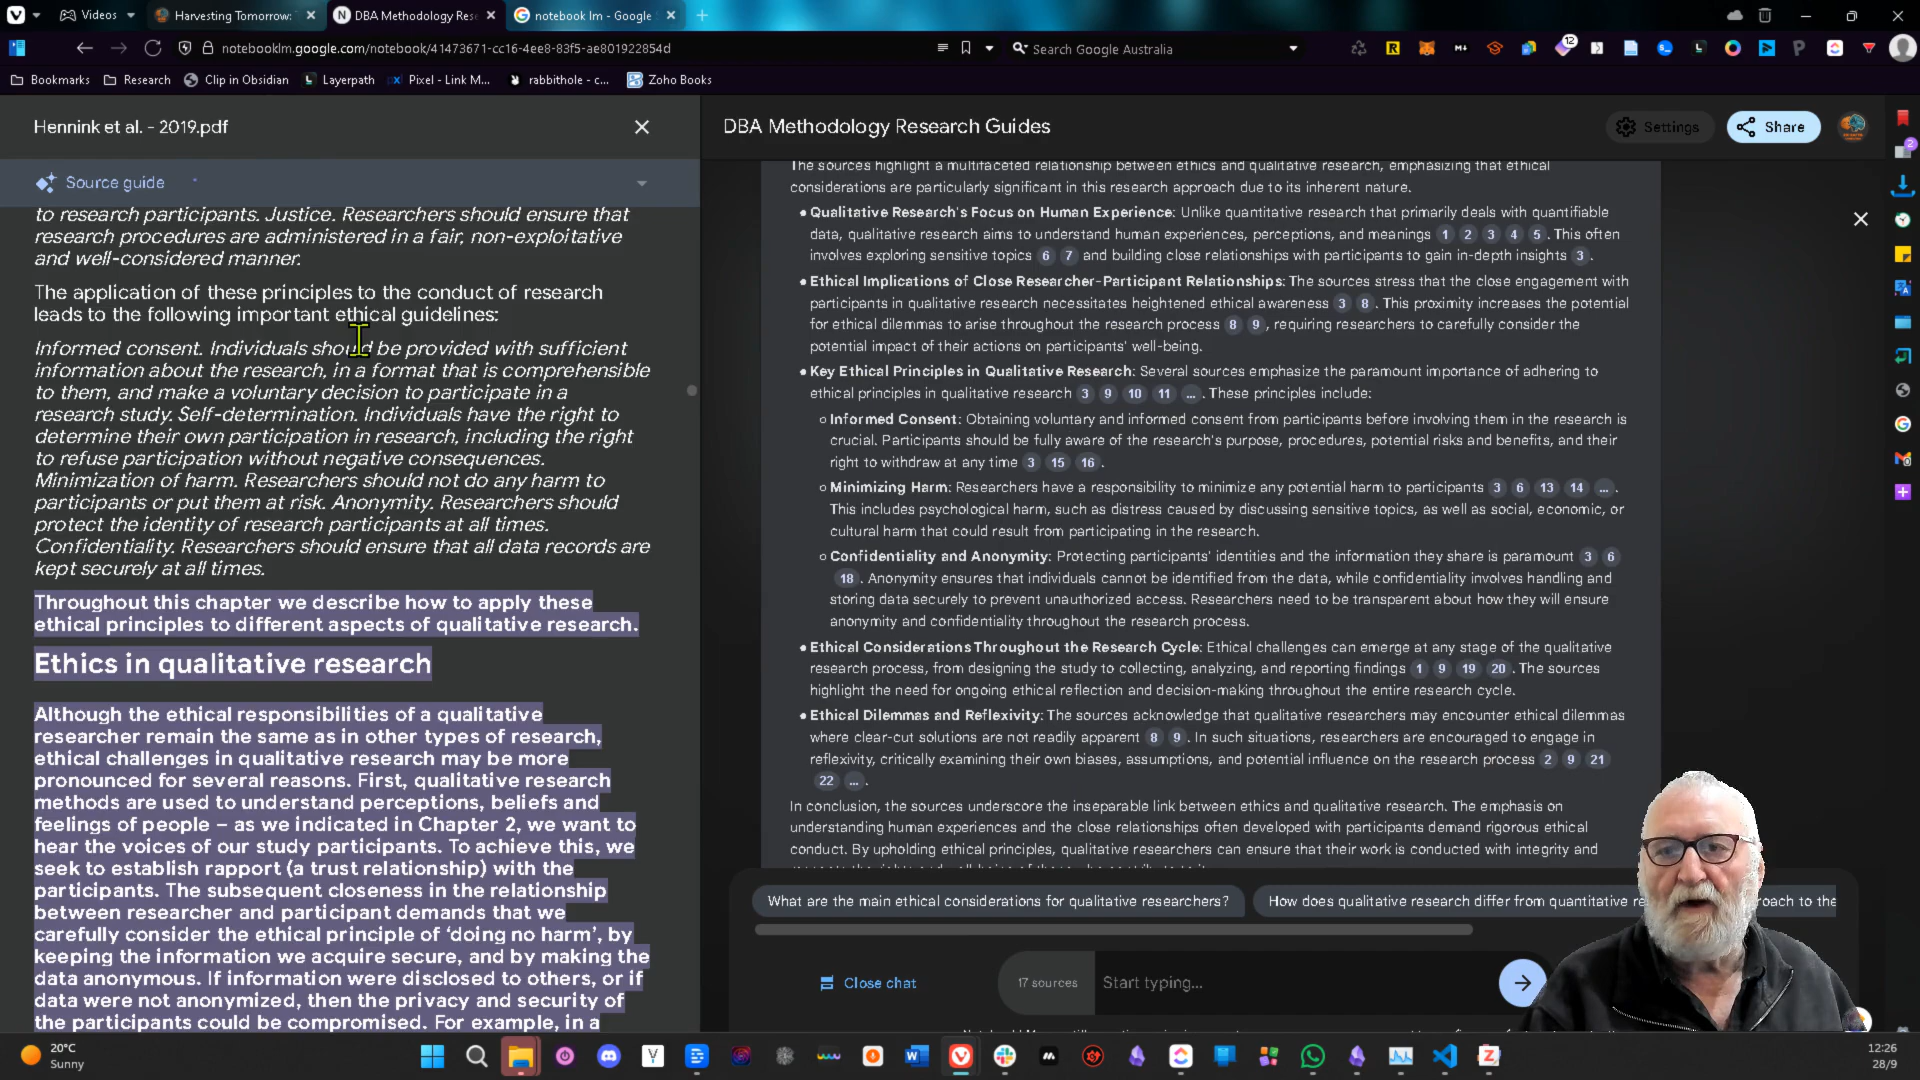 Videos
Harvesting Tomorrow:
DBA Methodology Rese
notebook lm - Google
notebooklm.google.com/notebook/41473671-cc16-4ee8-83f5-ae801922854d
Search Google Australia
12
Bookmarks
Research
Clip in Obsidian
Layerpath
Pixel - Link M...
rabbithole - c...
Zoho Books
Hennink et al. - 2019.pdf
Source guide
to research participants. Justice. Researchers should ensure that
research procedures are administered in a fair, non-exploitative
and well-considered manner.
The application of these principles to the conduct of research
leads to the following important ethical guidelines:
Informed consent. Individuals should be provided with sufficient
information about the research, in a format that is comprehensible
to them, and make a voluntary decision to participate in a
research study. Self-determination. Individuals have the right to
determine their own participation in research, including the right
to refuse participation without negative consequences.
Minimization of harm. Researchers should not do any harm to
participants or put them at risk. Anonymity. Researchers should
protect the identity of research participants at all times.
Confidentiality. Researchers should ensure that all data records are
kept securely at all times.
Throughout this chapter we describe how to apply these
ethical principles to different aspects of qualitative research.
Ethics in qualitative research
Although the ethical responsibilities of a qualitative
researcher remain the same as in other types of research,
ethical challenges in qualitative research may be more
pronounced for several reasons. First, qualitative research
methods are used to understand perceptions, beliefs and
feelings of people – as we indicated in Chapter 2, we want to
hear the voices of our study participants. To achieve this, we
seek to establish rapport (a trust relationship) with the
participants. The subsequent closeness in the relationship
between researcher and participant demands that we
carefully consider the ethical principle of ‘doing no harm’, by
keeping the information we acquire secure, and by making the
data anonymous. If information were disclosed to others, or if
data were not anonymized, then the privacy and security of
the participants could be compromised. For example, in a
DBA Methodology Research Guides
Settings
Share
2
The sources highlight a multifaceted relationship between ethics and qualitative research, emphasizing that ethical
considerations are particularly significant in this research approach due to its inherent nature.
• Qualitative Research's Focus on Human Experience: Unlike quantitative research that primarily deals with quantifiable
data, qualitative research aims to understand human experiences, perceptions, and meanings 1 2 3 4 5. This often
involves exploring sensitive topics 6 7 and building close relationships with participants to gain in-depth insights 3.
• Ethical Implications of Close Researcher-Participant Relationships: The sources stress that the close engagement with
participants in qualitative research necessitates heightened ethical awareness 3 8. This proximity increases the potential
for ethical dilemmas to arise throughout the research process 8 9, requiring researchers to carefully consider the
potential impact of their actions on participants' well-being.
• Key Ethical Principles in Qualitative Research: Several sources emphasize the paramount importance of adhering to
ethical principles in qualitative research 3 9 10 11 .... These principles include:
○ Informed Consent: Obtaining voluntary and informed consent from participants before involving them in the research is
crucial. Participants should be fully aware of the research's purpose, procedures, potential risks and benefits, and their
right to withdraw at any time 3 15 16.
○ Minimizing Harm: Researchers have a responsibility to minimize any potential harm to participants 3 6 13 14 ....
This includes psychological harm, such as distress caused by discussing sensitive topics, as well as social, economic, or
cultural harm that could result from participating in the research.
○ Confidentiality and Anonymity: Protecting participants' identities and the information they share is paramount 3 6
18. Anonymity ensures that individuals cannot be identified from the data, while confidentiality involves handling and
storing data securely to prevent unauthorized access. Researchers need to be transparent about how they will ensure
anonymity and confidentiality throughout the research process.
• Ethical Considerations Throughout the Research Cycle: Ethical challenges can emerge at any stage of the qualitative
research process, from designing the study to collecting, analyzing, and reporting findings 1 9 19 20. The sources
highlight the need for ongoing ethical reflection and decision-making throughout the entire research cycle.
• Ethical Dilemmas and Reflexivity: The sources acknowledge that qualitative researchers may encounter ethical dilemmas
where clear-cut solutions are not readily apparent 8 9. In such situations, researchers are encouraged to engage in
reflexivity, critically examining their own biases, assumptions, and potential influence on the research process 2 9 21
22 ....
In conclusion, the sources underscore the inseparable link between ethics and qualitative research. The emphasis on
understanding human experiences and the close relationships often developed with participants demand rigorous ethical
conduct. By upholding ethical principles, qualitative researchers can ensure that their work is conducted with integrity and
What are the main ethical considerations for qualitative researchers?
How does qualitative research differ from quantitative re
roach to the
Close chat
17 sources
Start typing...
20°C
Sunny
12:26
28/9